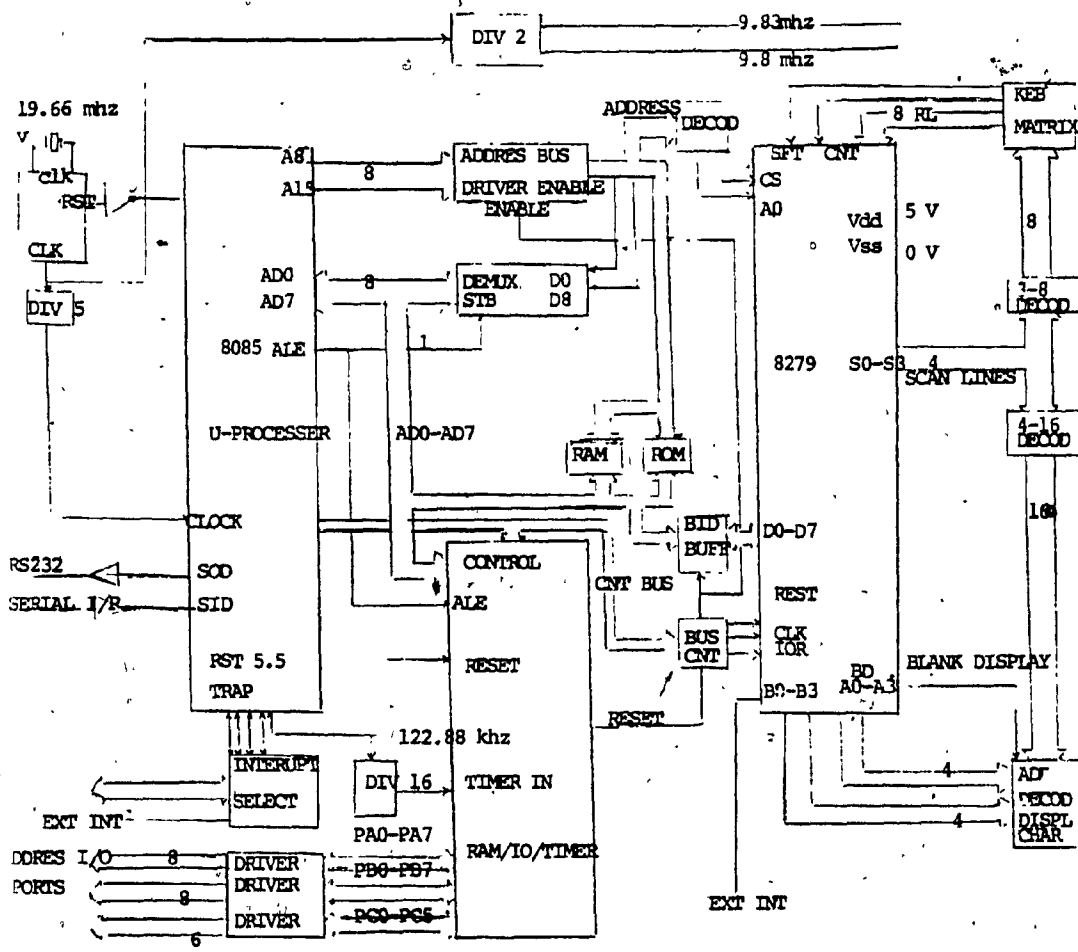 9.83mhz
DIV 2
9.8 mhz
19.66 mhz
V
Clk
RST
CLK
DIV 5
A8
8
A15
ADDRES BUS
DRIVER ENABLE
ENABLE
ADDRESS
DECOD
8 RL
KEB
MATRIX
SFT CNT
CS
A0
Vdd 5 V
Vss 0 V
8
AD0
8
AD7
DEMUX D0
STB D8
DECOD
8085 ALE
1
8279 S0-S3 4
SCAN LINES
U-PROCESSER
AD0-AD7
RAM
ROM
4-16
DECOD
16
CLOCK
BID
BUFF
D0-D7
RS232
SOD
CONTROL
CNT BUS
SERIAL I/R
SID
ALE
REST
BUS
CNT
CLK
IOR
RST 5.5
RESET
BD
BLANK DISPLAY
TRAP
B0-B3 A0-A3
RESET
122.88 khz
INTERUPT
SELECT
DIV 16
TIMER IN
4
DECOD
DISPL
CHAR
4
EXT INT
PA0-PA7
DDRES I/O
8
DRIVER
PB0-PB7
RAM/IO/TIMER
PORTS
DRIVER
8
DRIVER
PC0-PC5
6
EXT INT